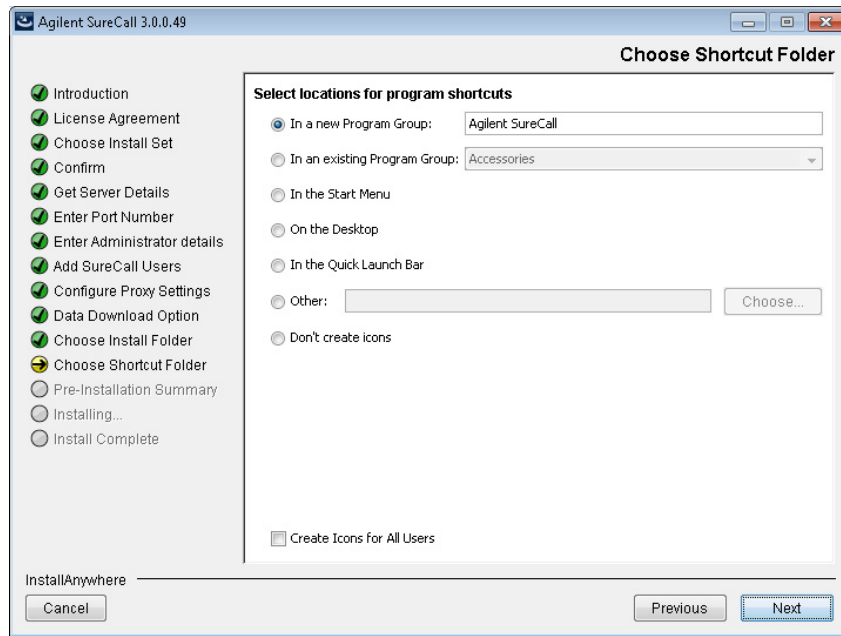 Agilent SureCall 3.0.0.49
Choose Shortcut Folder
Introduction
License Agreement
Choose Install Set
Confirm
Get Server Details
Enter Port Number
Enter Administrator details
Add SureCall Users
Configure Proxy Settings
Data Download Option
Choose Install Folder
Choose Shortcut Folder
Pre-Installation Summary
Installing...
Install Complete
Select locations for program shortcuts
In a new Program Group: Agilent SureCall
In an existing Program Group: Accessories
In the Start Menu
On the Desktop
In the Quick Launch Bar
Other: Choose...
Don't create icons
Create Icons for All Users
InstallAnywhere
Cancel Previous Next